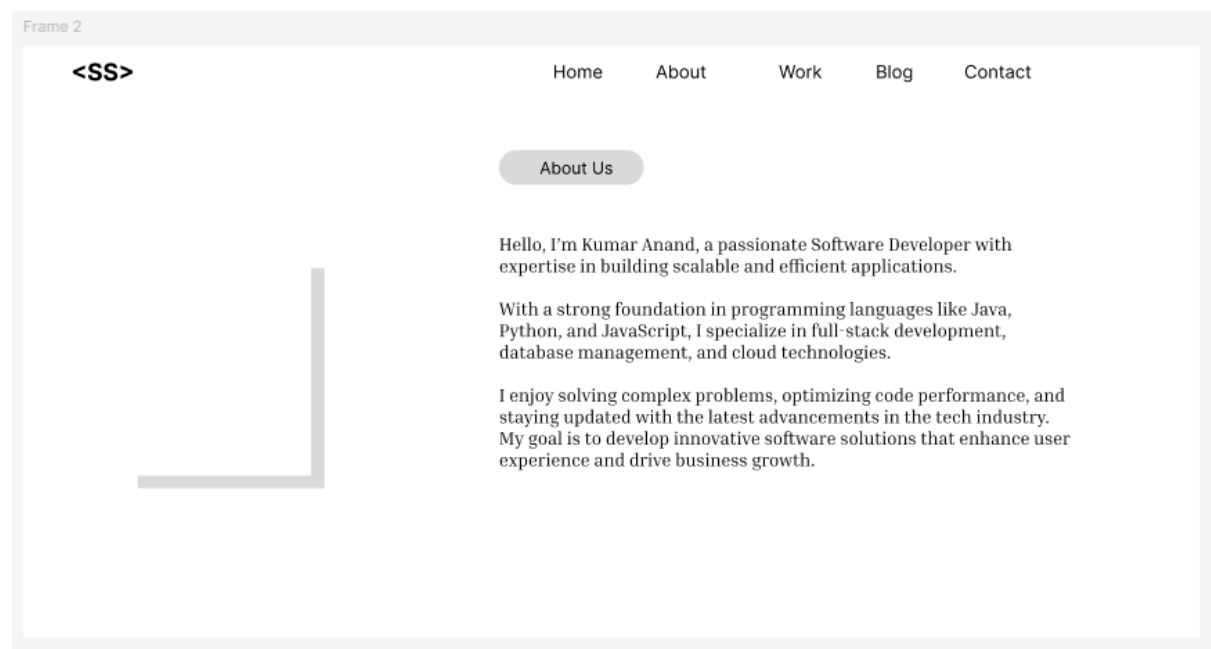 Frame 2
<SS>
Home About Work Blog Contact
About Us
Hello, I’m Kumar Anand, a passionate Software Developer with
expertise in building scalable and efficient applications.
With a strong foundation in programming languages like Java,
Python, and JavaScript, I specialize in full-stack development,
database management, and cloud technologies.
I enjoy solving complex problems, optimizing code performance, and
staying updated with the latest advancements in the tech industry.
My goal is to develop innovative software solutions that enhance user
experience and drive business growth.